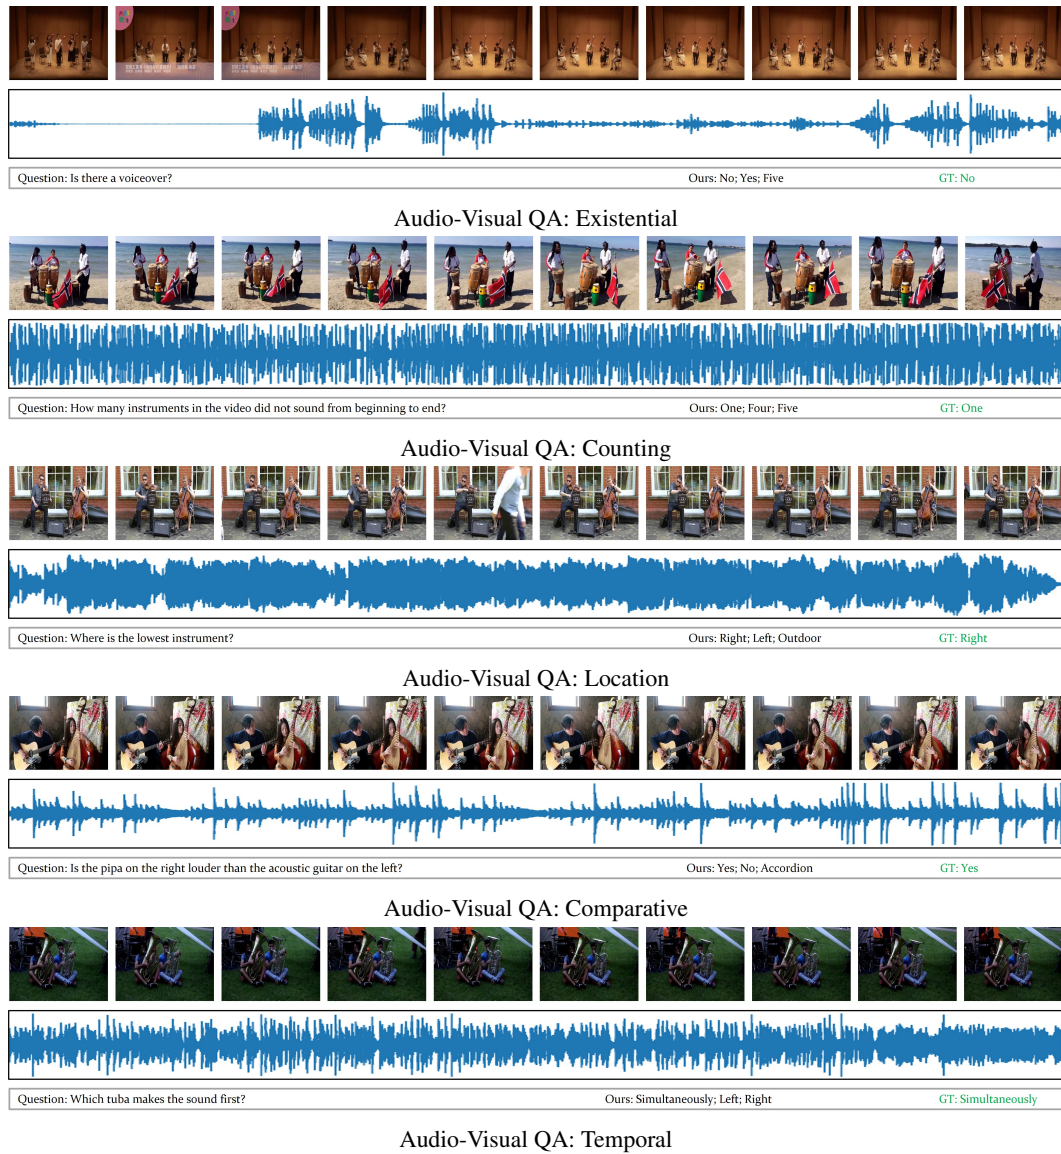 Question: Is there a voiceover? Ours: No; Yes; Five GT: No
Audio-Visual QA: Existential
Question: How many instruments in the video did not sound from beginning to end? Ours: One; Four; Five GT: One
Audio-Visual QA: Counting
Question: Where is the lowest instrument? Ours: Right; Left; Outdoor GT: Right
Audio-Visual QA: Location
Question: Is the pipa on the right louder than the acoustic guitar on the left? Ours: Yes; No; Accordion GT: Yes
Audio-Visual QA: Comparative
Question: Which tuba makes the sound first? Ours: Simultaneously; Left; Right GT: Simultaneously
Audio-Visual QA: Temporal